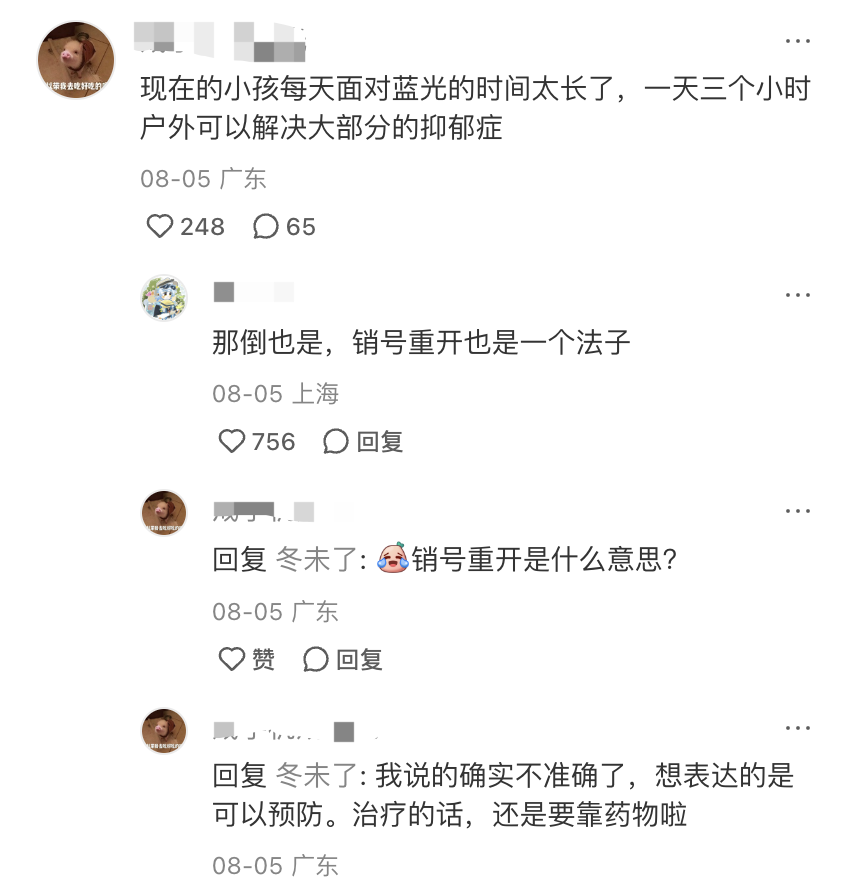 现在的小孩每天面对蓝光的时间太长了，一天三个小时
户外可以解决大部分的抑郁症
08-05 广东
248 65
那倒也是，销号重开也是一个法子
08-05 上海
756 回复
回复 冬未了: 销号重开是什么意思?
08-05 广东
赞 回复
回复 冬未了: 我说的确实不准确了，想表达的是
可以预防。治疗的话，还是要靠药物啦
08-05 广东